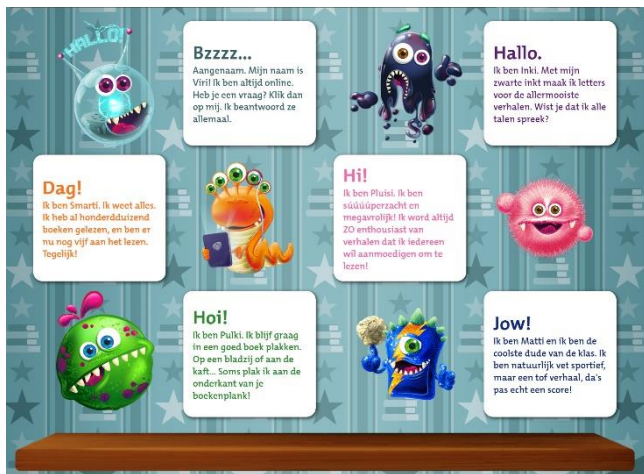 HALLO!
Bzzzz...
Aangenaam. Mijn naam is
Viri! Ik ben altijd online.
Heb je een vraag? Klik dan
op mij. Ik beantwoord ze
allemaal.
Hallo.
Ik ben Inki. Met mijn
zwarte inkt maak ik letters
voor de allermooiste
verhalen. Wist je dat ik alle
talen spreek?
Dag!
Ik ben Smarti. Ik weet alles.
Ik heb al honderdduizend
boeken gelezen, en ben er
nu nog vijf aan het lezen.
Tegelijk!
Hi!
Ik ben Pluisi. Ik ben
súúúúperzacht en
megavrolijk! Ik word altijd
ZO enthousiast van
verhalen dat ik iedereen
wil aanmoedigen om te
lezen!
Hoi!
Ik ben Pulki. Ik blijf graag
in een goed boek plakken.
Op een bladzij of aan de
kaft... Soms plak ik aan de
onderkant van je
boekenplank!
Jow!
Ik ben Matti en ik ben de
coolste dude van de klas. Ik
ben natuurlijk vet sportief,
maar een tof verhaal, da's
pas echt een score!